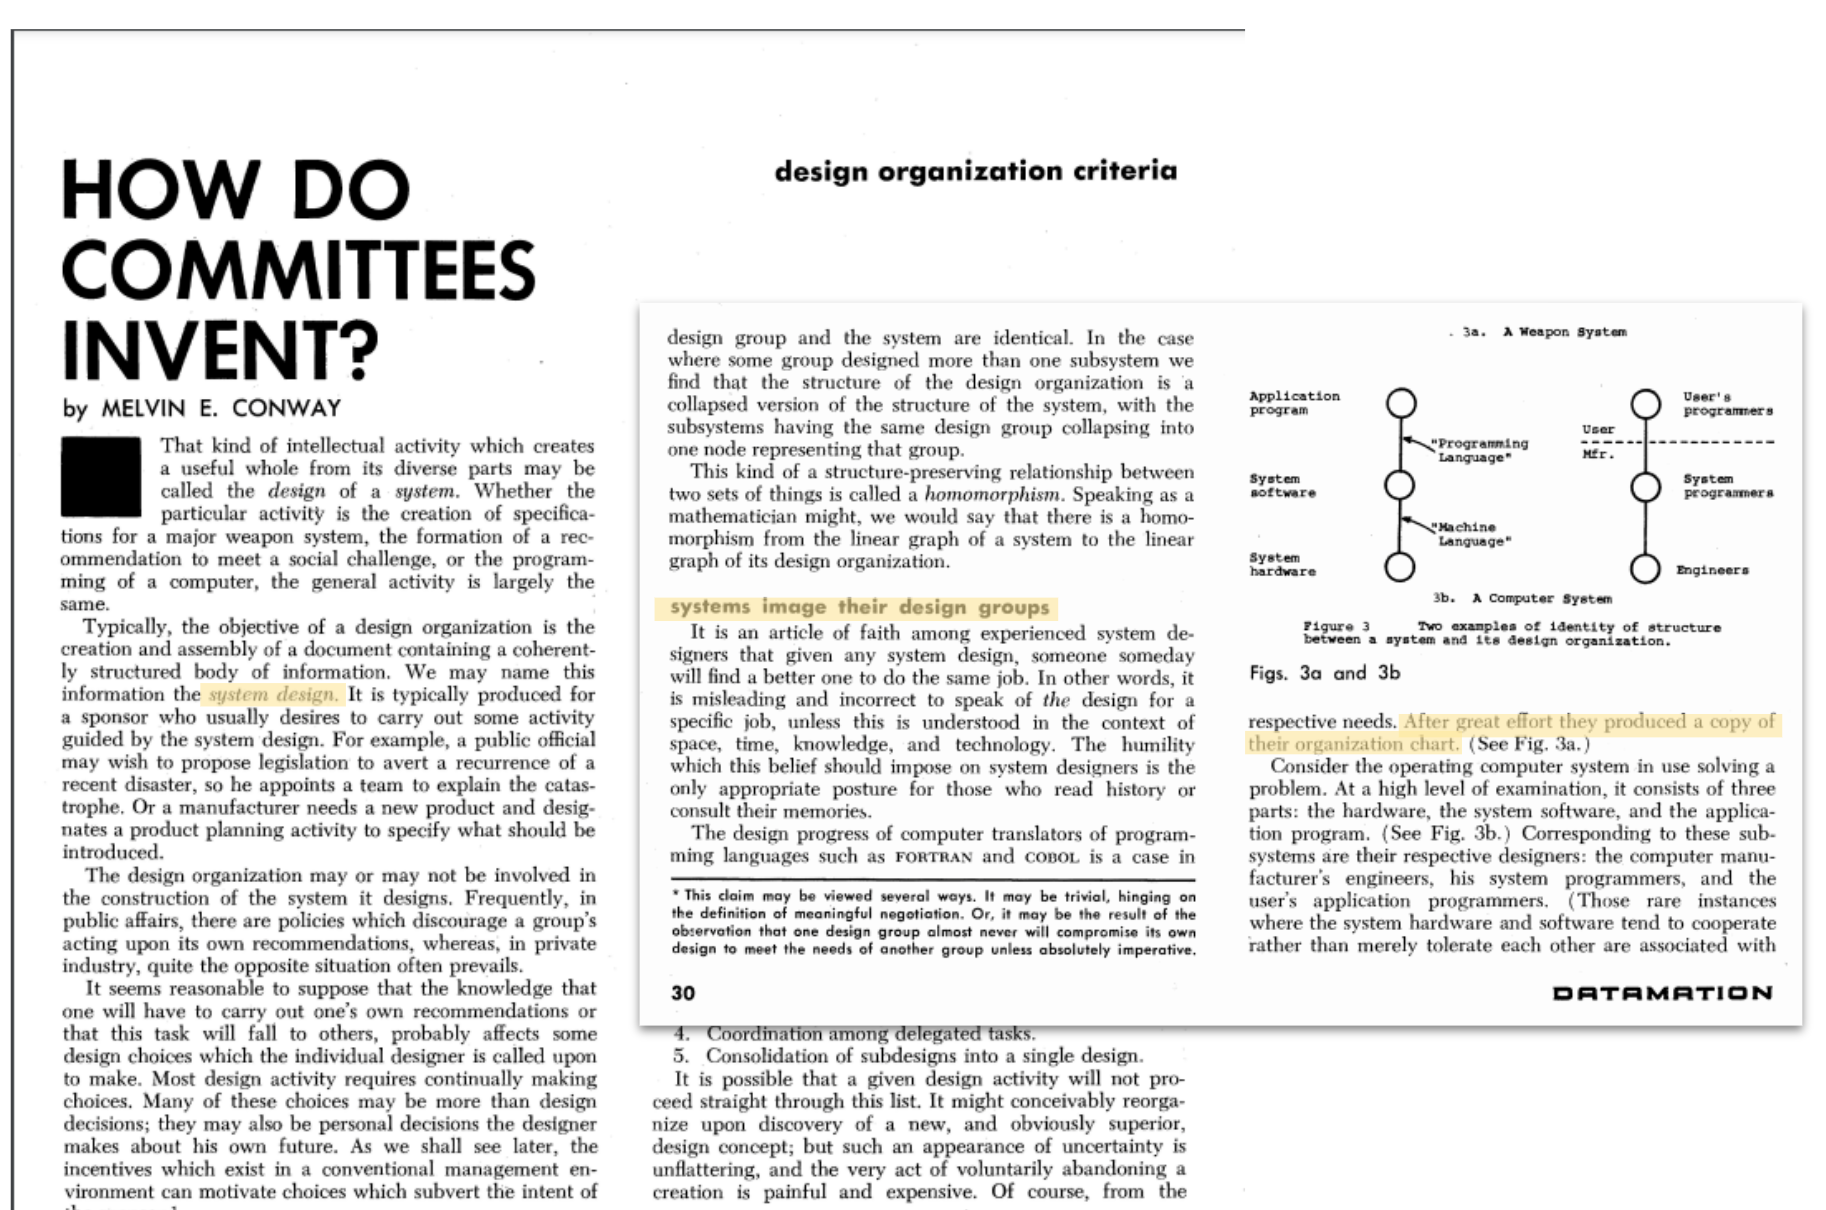 HOW DO
COMMITTEES
INVENT?
by MELVIN E. CONWAY
That kind of intellectual activity which creates
a useful whole from its diverse parts may be
called the design of a system. Whether the
particular activity is the creation of specifica-
tions for a major weapon system, the formation of a rec-
ommendation to meet a social challenge, or the program-
ming of a computer, the general activity is largely the
same.
Typically, the objective of a design organization is the
creation and assembly of a document containing a coherent-
ly structured body of information. We may name this
information the system design. It is typically produced for
a sponsor who usually desires to carry out some activity
guided by the system design. For example, a public official
may wish to propose legislation to avert a recurrence of a
recent disaster, so he appoints a team to explain the catas-
trophe. Or a manufacturer needs a new product and desig-
nates a product planning activity to specify what should be
introduced.
The design organization may or may not be involved in
the construction of the system it designs. Frequently, in
public affairs, there are policies which discourage a group's
acting upon its own recommendations, whereas, in private
industry, quite the opposite situation often prevails.
It seems reasonable to suppose that the knowledge that
one will have to carry out one's own recommendations or
that this task will fall to others, probably affects some
design choices which the individual designer is called upon
to make. Most design activity requires continually making
choices. Many of these choices may be more than design
decisions; they may also be personal decisions the designer
makes about his own future. As we shall see later, the
incentives which exist in a conventional management en-
vironment can motivate choices which subvert the intent of
design organization criteria
design group and the system are identical. In the case
where some group designed more than one subsystem we
find that the structure of the design organization is a
collapsed version of the structure of the system, with the
subsystems having the same design group collapsing into
one node representing that group.
This kind of a structure-preserving relationship between
two sets of things is called a homomorphism. Speaking as a
mathematician might, we would say that there is a homo-
morphism from the linear graph of a system to the linear
graph of its design organization.
systems image their design groups
It is an article of faith among experienced system de-
signers that given any system design, someone someday
will find a better one to do the same job. In other words, it
is misleading and incorrect to speak of the design for a
specific job, unless this is understood in the context of
space, time, knowledge, and technology. The humility
which this belief should impose on system designers is the
only appropriate posture for those who read history or
consult their memories.
The design progress of computer translators of program-
ming languages such as FORTRAN and COBOL is a case in
* This claim may be viewed several ways. It may be trivial, hinging on
the definition of meaningful negotiation. Or, it may be the result of the
observation that one design group almost never will compromise its own
design to meet the needs of another group unless absolutely imperative.
30
3a. A Weapon System
Application
program
"Programming
Language"
System
software
"Machine
Language"
System
hardware
User's
programmers
User
Mfr.
System
programmers
Engineers
3b. A Computer System
Figure 3 Two examples of identity of structure
between a system and its design organization.
Figs. 3a and 3b
respective needs. After great effort they produced a copy of
their organization chart. (See Fig. 3a.)
Consider the operating computer system in use solving a
problem. At a high level of examination, it consists of three
parts: the hardware, the system software, and the applica-
tion program. (See Fig. 3b.) Corresponding to these sub-
systems are their respective designers: the computer manu-
facturer's engineers, his system programmers, and the
user's application programmers. (Those rare instances
where the system hardware and software tend to cooperate
rather than merely tolerate each other are associated with
DATAMATION
4. Coordination among delegated tasks.
5. Consolidation of subdesigns into a single design.
It is possible that a given design activity will not pro-
ceed straight through this list. It might conceivably reorga-
nize upon discovery of a new, and obviously superior,
design concept; but such an appearance of uncertainty is
unflattering, and the very act of voluntarily abandoning a
creation is painful and expensive. Of course, from the